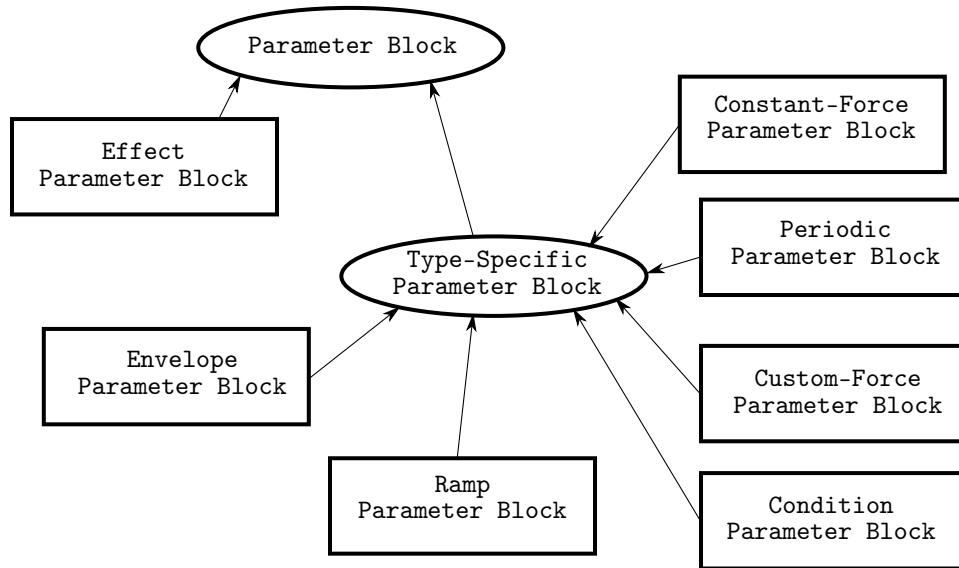 Parameter Block
Constant-Force
Parameter Block
Effect
Parameter Block
Periodic
Parameter Block
Type-Specific
Parameter Block
Envelope
Parameter Block
Custom-Force
Parameter Block
Ramp
Parameter Block
Condition
Parameter Block